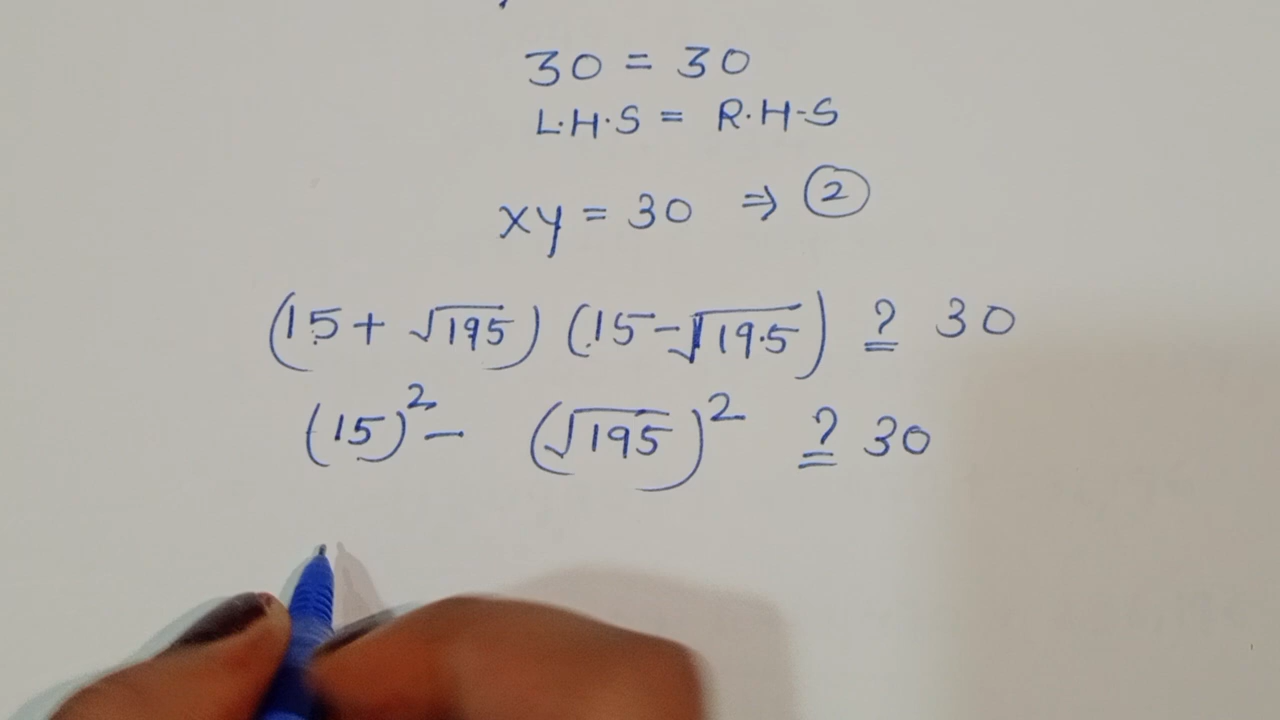 30 = 30
L.H.S = R.H-S
xy = 30 ⇒ ②
(15 + √195) (15 - √19.5) ≟ 30
(15)² - (√195)² ≟ 30